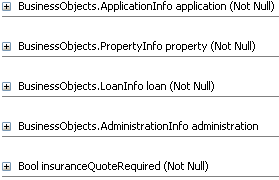 BusinessObjects.ApplicationInfo application (Not Null)
BusinessObjects.PropertyInfo property (Not Null)
BusinessObjects.LoanInfo loan (Not Null)
BusinessObjects.AdministrationInfo administration
Bool insuranceQuoteRequired (Not Null)